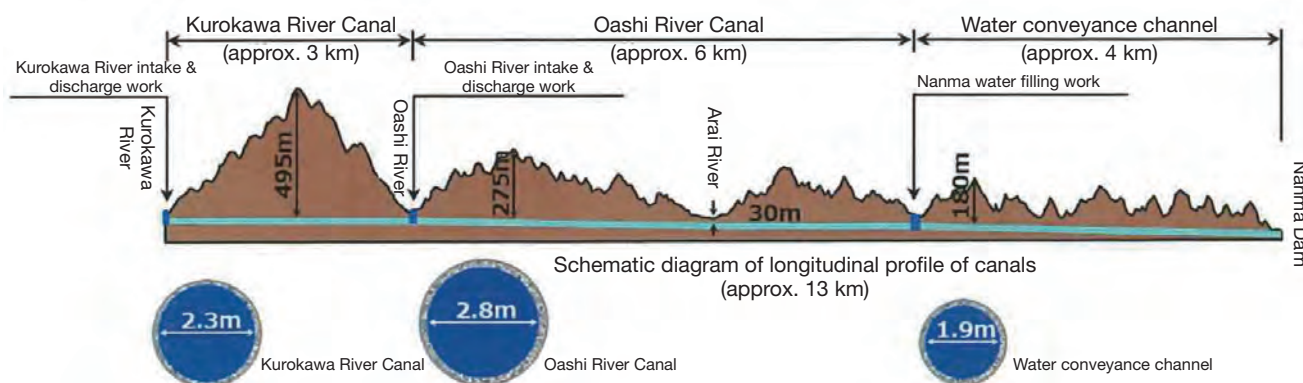 Kurokawa River Canal
(approx. 3 km)
Oashi River Canal
(approx. 6 km)
Water conveyance channel
(approx. 4 km)
Kurokawa River intake &
discharge work
Oashi River intake &
discharge work
Nanma water filling work
Kurokawa
River
Oashi River
Arai River
Nanma Dam
495m
275m
30m
180m
Schematic diagram of longitudinal profile of canals
(approx. 13 km)
2.3m
Kurokawa River Canal
2.8m
Oashi River Canal
1.9m
Water conveyance channel